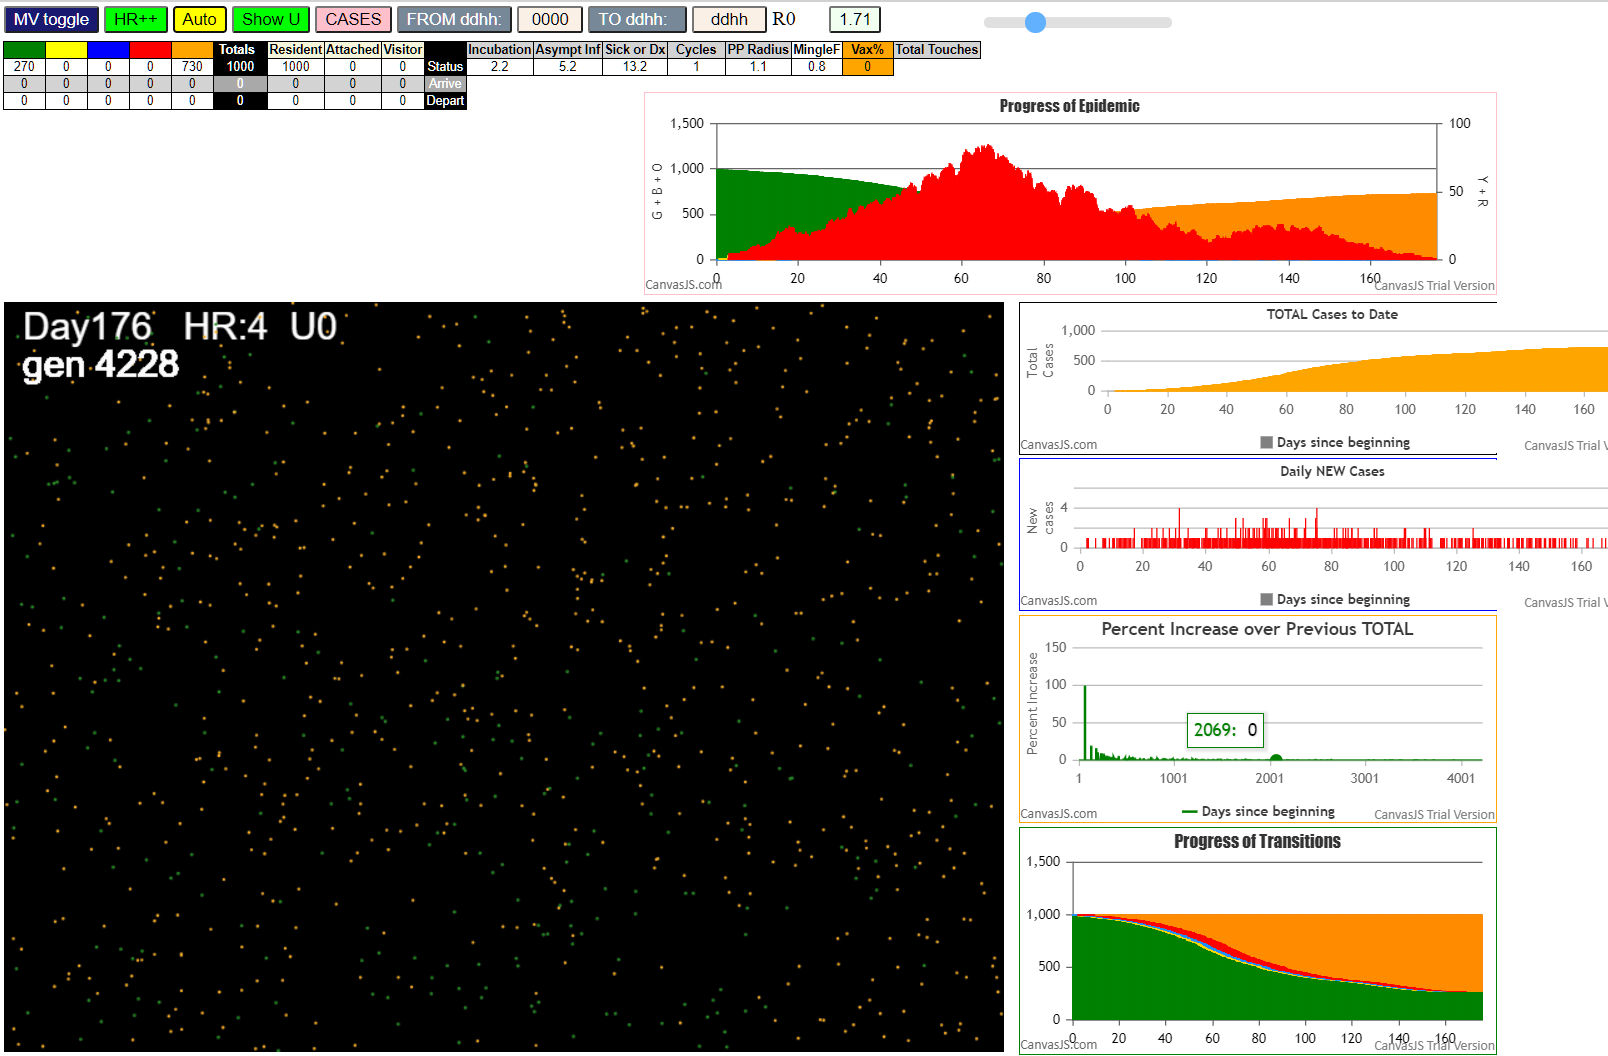 MV toggle HR++ Auto Show U CASES FROM ddhh: 0000 TO ddhh: ddhh R0 1.71
Totals Resident Attached Visitor Incubation Asympt Inf Sick or Dx Cycles PP Radius MingleF Vax% Total Touches
270 0 0 0 730 1000 1000 0 0 Status 2.2 5.2 13.2 1 1.1 0.8 0
0 0 0 0 0 0 0 0 0 Arrive
0 0 0 0 0 0 0 0 0 Depart
Progress of Epidemic
1,500 100
1,000
500 50
0 0
G + B + O
Y + R
0 20 40 60 80 100 120 140 160
CanvasJS.com CanvasJS Trial Version
Day176 HR:4 U0
gen 4228
TOTAL Cases to Date
1,000
500
0
Total
Cases
0 20 40 60 80 100 120 140 160
Days since beginning
CanvasJS.com CanvasJS Trial V
Daily NEW Cases
4
0
New
cases
0 20 40 60 80 100 120 140 160
Days since beginning
CanvasJS.com CanvasJS Trial V
Percent Increase over Previous TOTAL
150
100
50
0
Percent Increase
2069: 0
1 1001 2001 3001 4001
Days since beginning
CanvasJS.com CanvasJS Trial Version
Progress of Transitions
1,500
1,000
500
0
0 20 40 60 80 100 120 140 160
CanvasJS.com CanvasJS Trial Version